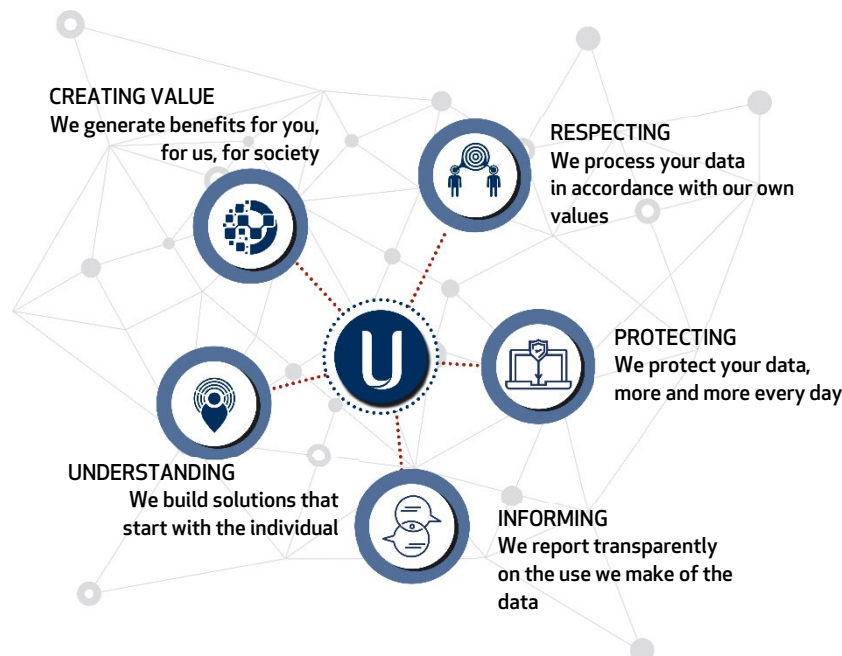 CREATING VALUE
We generate benefits for you,
for us, for society
RESPECTING
We process your data
in accordance with our own
values
U
PROTECTING
We protect your data,
more and more every day
UNDERSTANDING
We build solutions that
start with the individual
INFORMING
We report transparently
on the use we make of the
data